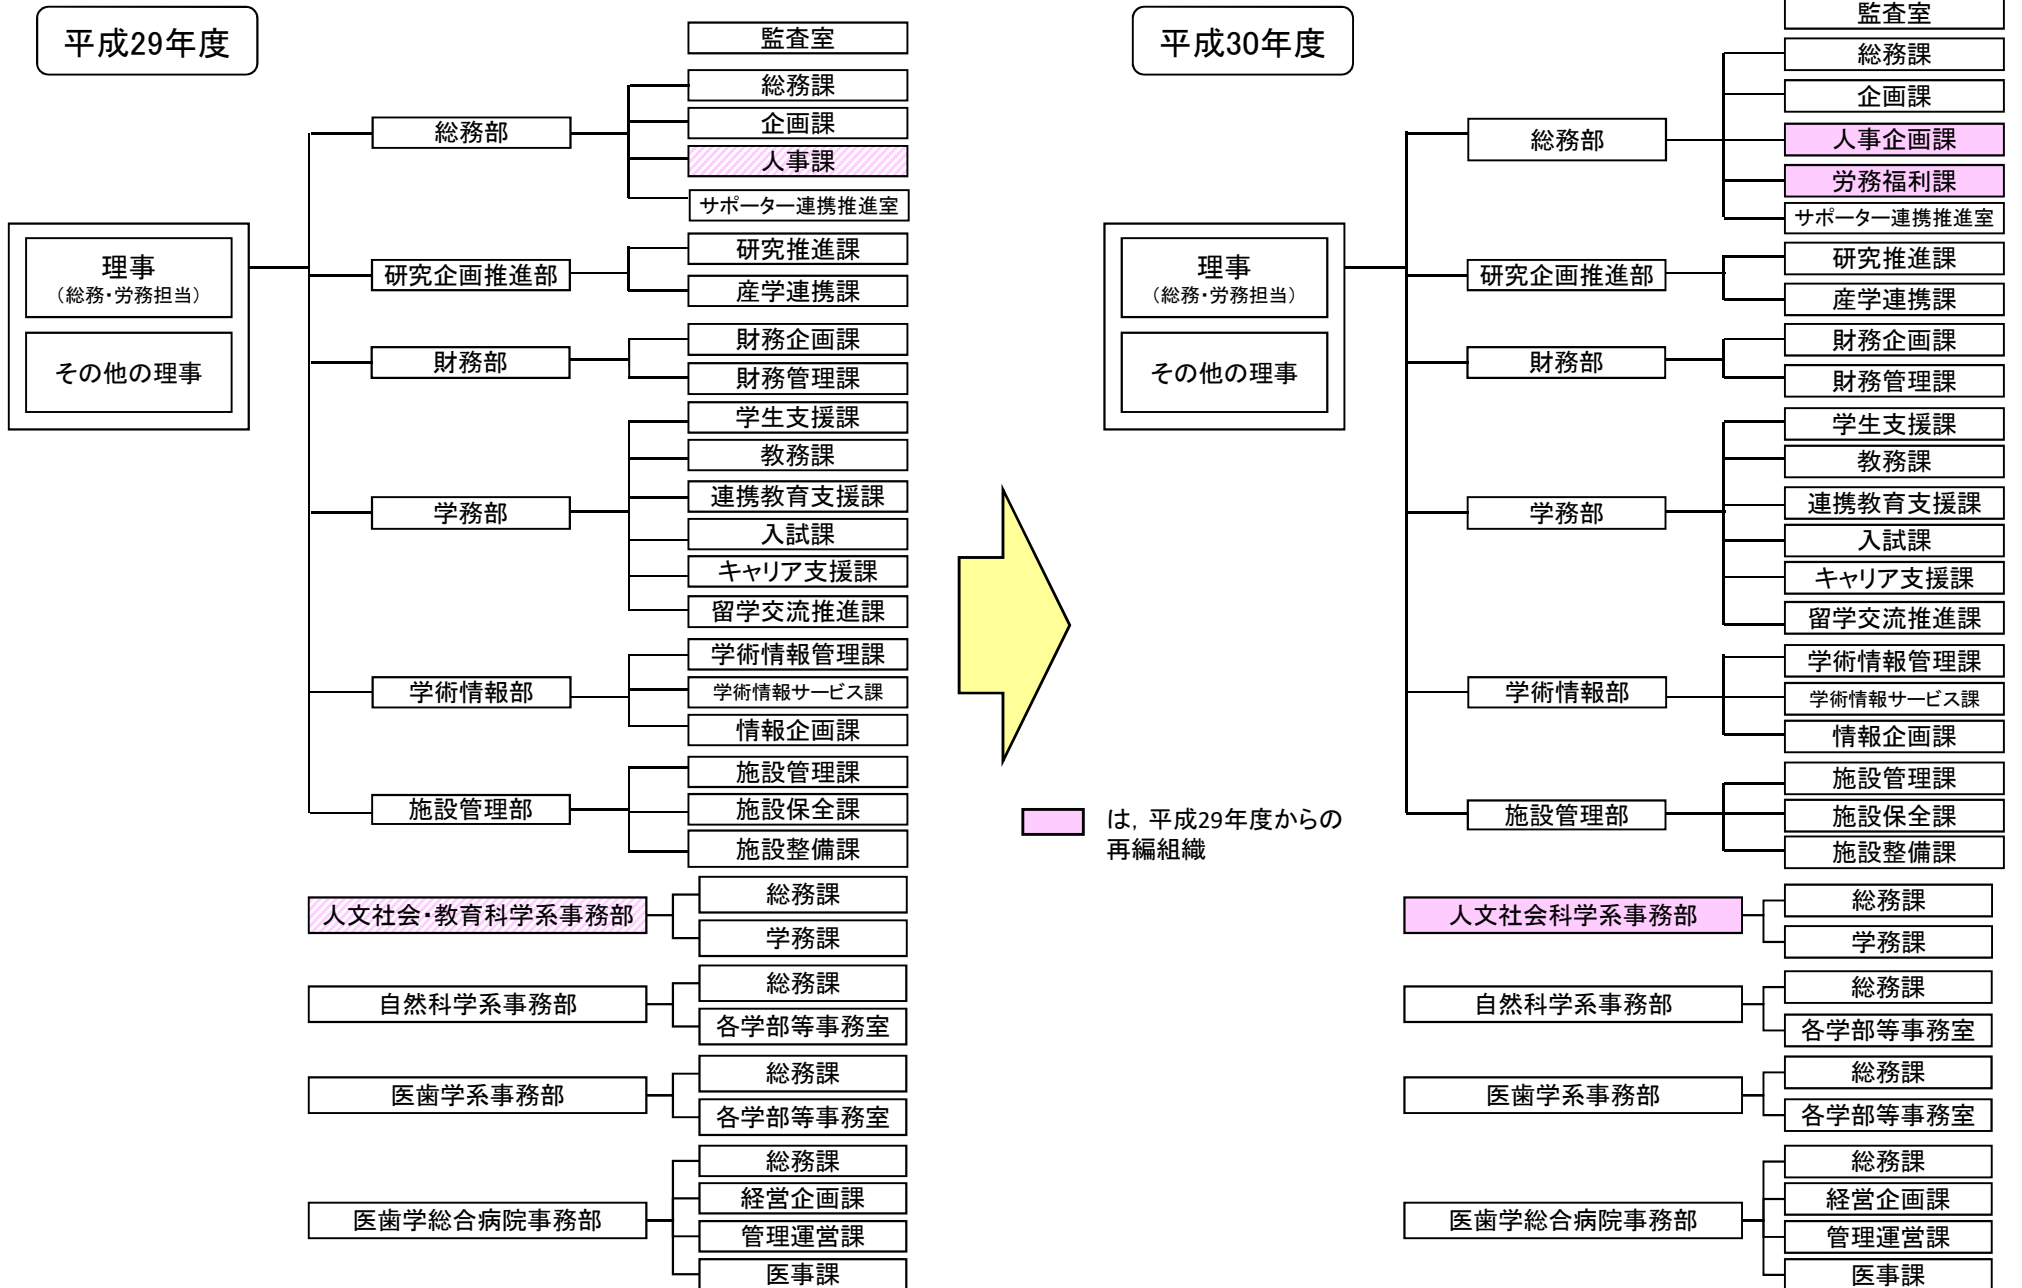 平成29年度
監査室
総務部
総務課
企画課
人事課
サポーター連携推進室
理事
（総務・労務担当）
その他の理事
研究企画推進部
研究推進課
産学連携課
財務部
財務企画課
財務管理課
学務部
学生支援課
教務課
連携教育支援課
入試課
キャリア支援課
留学交流推進課
学術情報部
学術情報管理課
学術情報サービス課
情報企画課
施設管理部
施設管理課
施設保全課
施設整備課
人文社会・教育科学系事務部
総務課
学務課
自然科学系事務部
総務課
各学部等事務室
医歯学系事務部
総務課
各学部等事務室
医歯学総合病院事務部
総務課
経営企画課
管理運営課
医事課
は，平成29年度からの
再編組織
平成30年度
監査室
総務部
総務課
企画課
人事企画課
労務福利課
サポーター連携推進室
理事
（総務・労務担当）
その他の理事
研究企画推進部
研究推進課
産学連携課
財務部
財務企画課
財務管理課
学務部
学生支援課
教務課
連携教育支援課
入試課
キャリア支援課
留学交流推進課
学術情報部
学術情報管理課
学術情報サービス課
情報企画課
施設管理部
施設管理課
施設保全課
施設整備課
人文社会科学系事務部
総務課
学務課
自然科学系事務部
総務課
各学部等事務室
医歯学系事務部
総務課
各学部等事務室
医歯学総合病院事務部
総務課
経営企画課
管理運営課
医事課